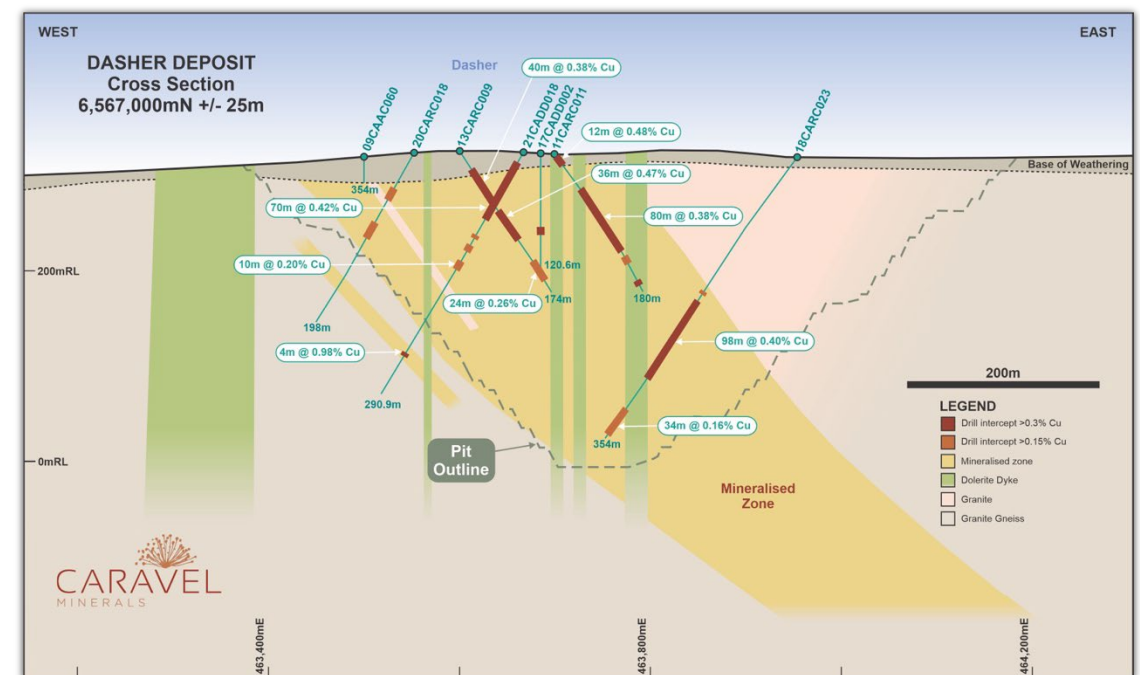 WEST
EAST
DASHER DEPOSIT
Cross Section
6,567,000mN +/- 25m
Dasher
09CAAC060
20CARC018
13CARC009
21CADD018
17CADD002
11CARC011
18CARC023
40m @ 0.38% Cu
12m @ 0.48% Cu
36m @ 0.47% Cu
Base of Weathering
354m
70m @ 0.42% Cu
80m @ 0.38% Cu
10m @ 0.20% Cu
120.6m
200mRL
24m @ 0.26% Cu
174m
180m
198m
98m @ 0.40% Cu
4m @ 0.98% Cu
290.9m
200m
34m @ 0.16% Cu
354m
Pit
Outline
0mRL
Mineralised
Zone
LEGEND
Drill intercept >0.3% Cu
Drill intercept >0.15% Cu
Mineralised zone
Dolerite Dyke
Granite
Granite Gneiss
CARAVEL
MINERALS
463,400mE
463,800mE
464,200mE